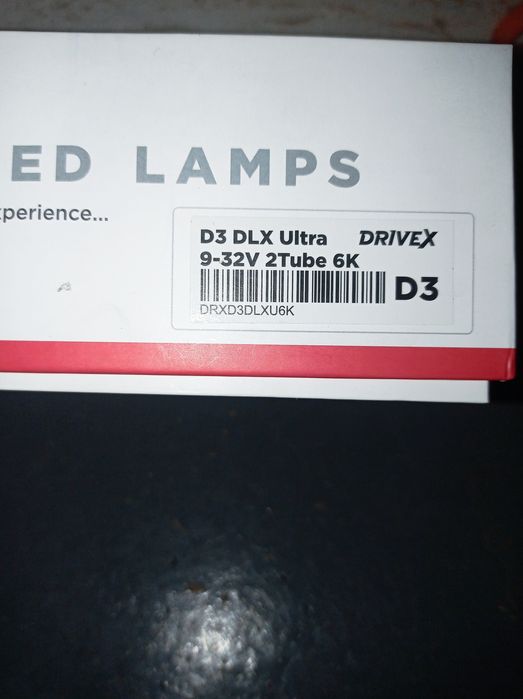 ED LAMPS
xperience...
D3 DLX Ultra DRIVEX
9-32V 2Tube 6K
D3
DRXD3DLXU6K